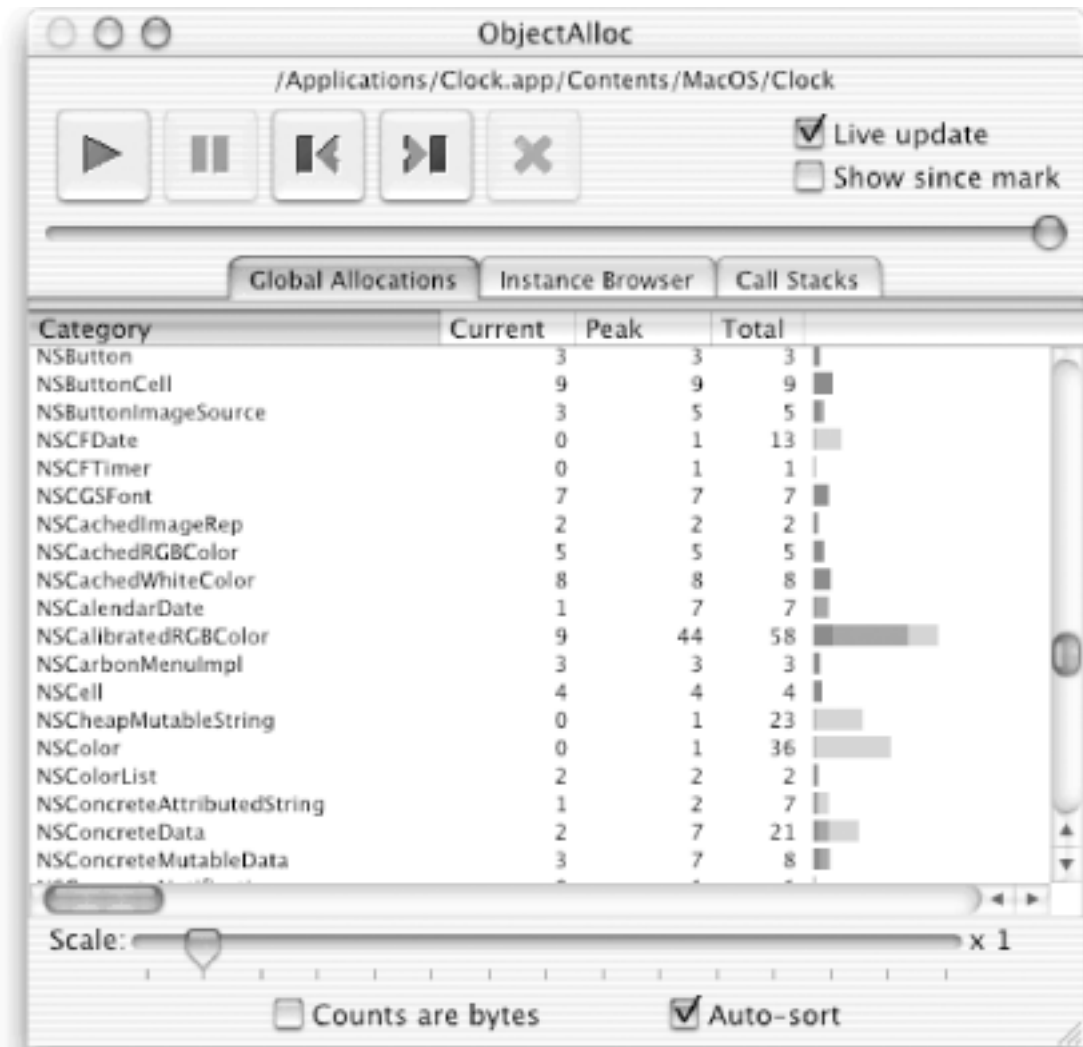 ObjectAlloc
/Applications/Clock.app/Contents/MacOS/Clock
Live update
Show since mark
Global Allocations Instance Browser Call Stacks
Category Current Peak Total
NSButton 3 3 3
NSButtonCell 9 9 9
NSButtonImageSource 3 5 5
NSCFDate 0 1 13
NSCFTimer 0 1 1
NSCGSFont 7 7 7
NSCachedImageRep 2 2 2
NSCachedRGBColor 5 5 5
NSCachedWhiteColor 8 8 8
NSCalendarDate 1 7 7
NSCalibratedRGBColor 9 44 58
NSCarbonMenuImpl 3 3 3
NSCell 4 4 4
NSCheapMutableString 0 1 23
NSColor 0 1 36
NSColorList 2 2 2
NSConcreteAttributedString 1 2 7
NSConcreteData 2 7 21
NSConcreteMutableData 3 7 8
Scale: x 1
Counts are bytes Auto-sort